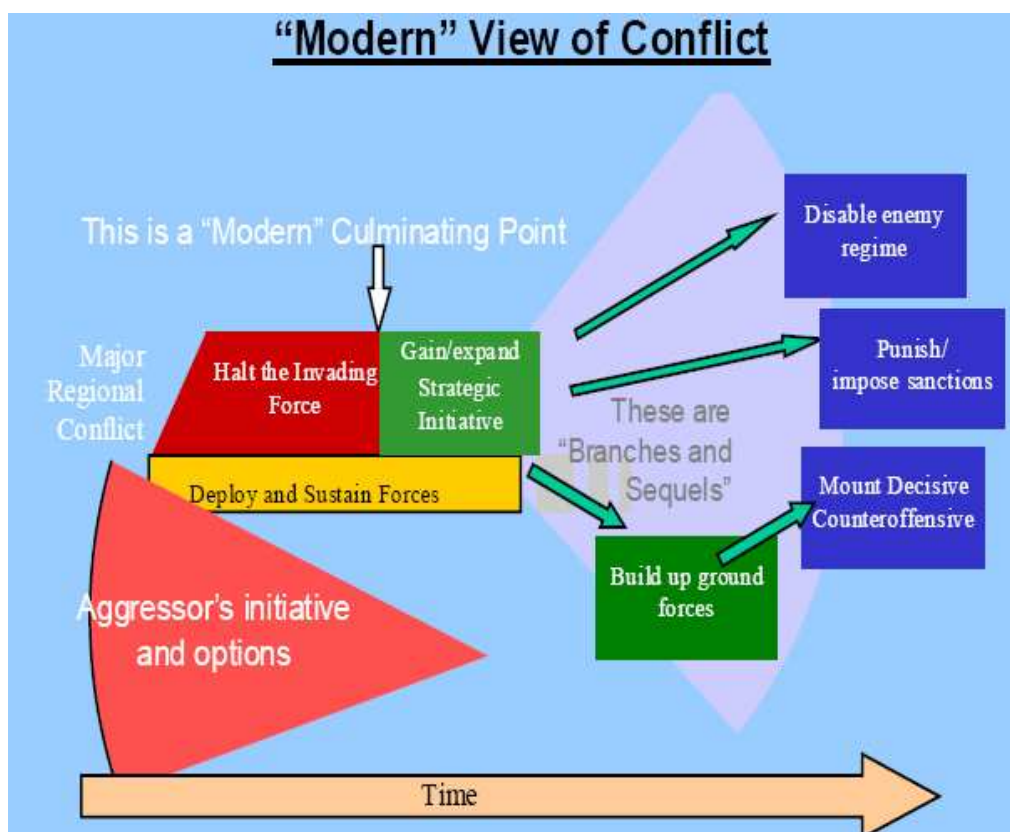 “Modern” View of Conflict
This is a “Modern” Culminating Point
Major
Regional
Conflict
Halt the Invading
Force
Gain/expand
Strategic
Initiative
Deploy and Sustain Forces
Aggressor’s initiative
and options
These are
“Branches and
Sequels”
Disable enemy
regime
Punish/
impose sanctions
Mount Decisive
Counteroffensive
Build up ground
forces
Time